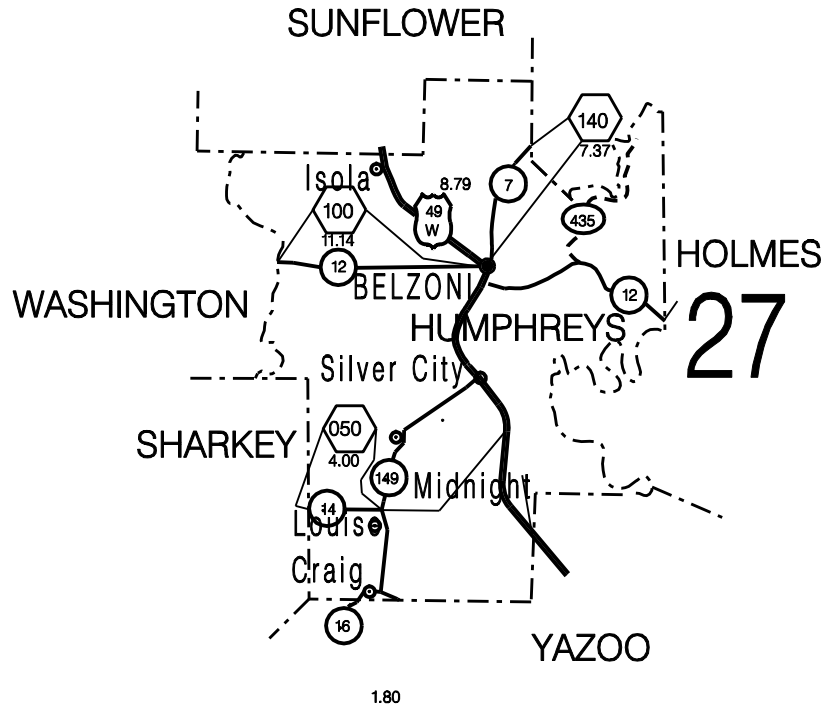 SUNFLOWER
140
7.37
Isola
8.79
7
100
49
W
435
11.14
12
HOLMES
BELZONI
12
WASHINGTON
27
HUMPHREYS
Silver City
050
SHARKEY
4.00
149
Midnight
14
Louise
Craig
16
YAZOO
1.80